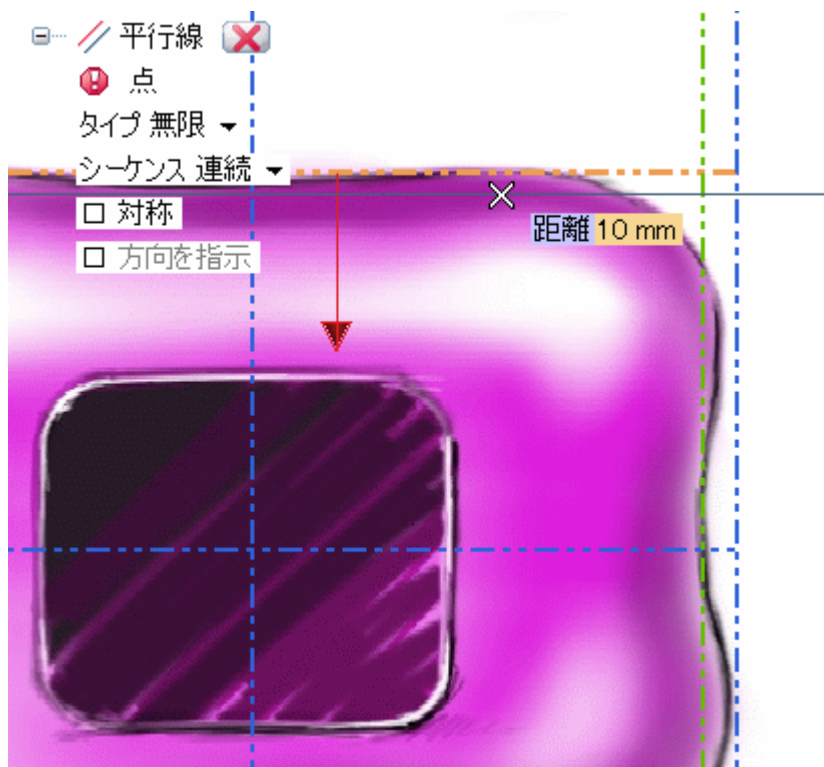 平行線
点
タイプ 無限
シーケンス 連続
対称
距離 10 mm
方向を指示